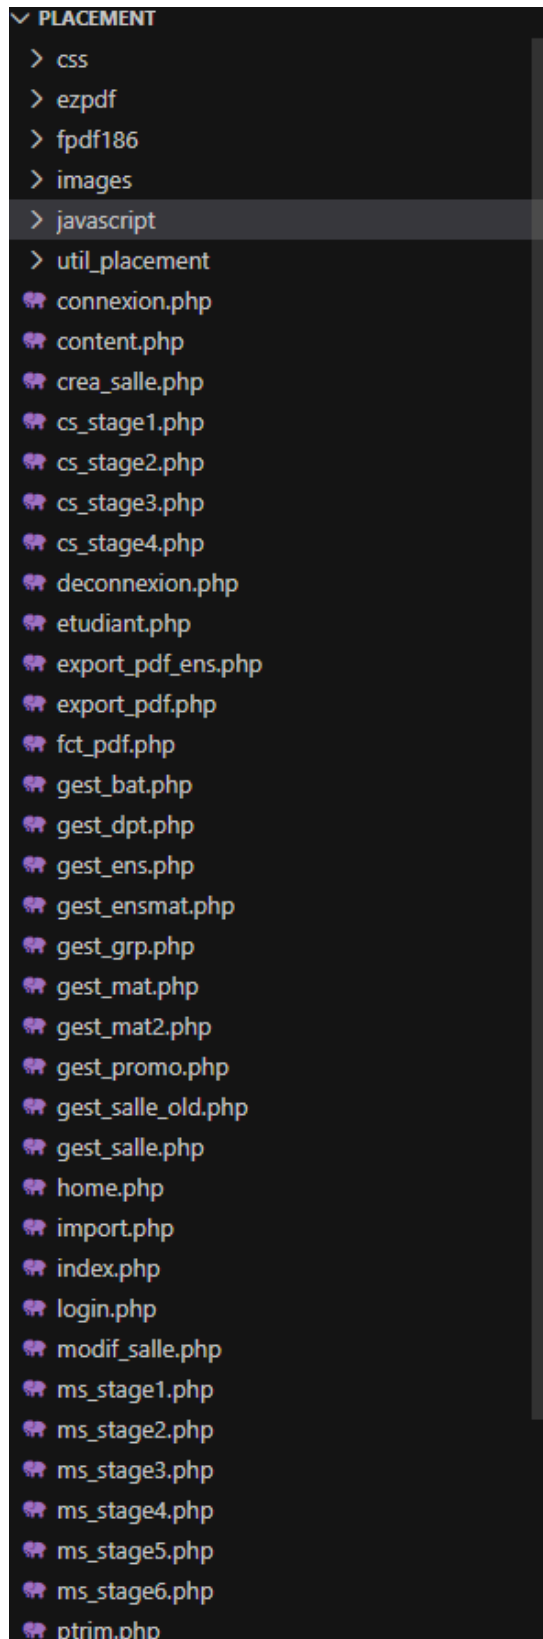 PLACEMENT
css
ezpdf
fpdf186
images
javascript
util_placement
connexion.php
content.php
crea_salle.php
cs_stage1.php
cs_stage2.php
cs_stage3.php
cs_stage4.php
deconnexion.php
etudiant.php
export_pdf_ens.php
export_pdf.php
fct_pdf.php
gest_bat.php
gest_dpt.php
gest_ens.php
gest_ensmat.php
gest_grp.php
gest_mat.php
gest_mat2.php
gest_promo.php
gest_salle_old.php
gest_salle.php
home.php
import.php
index.php
login.php
modif_salle.php
ms_stage1.php
ms_stage2.php
ms_stage3.php
ms_stage4.php
ms_stage5.php
ms_stage6.php
ptrim.php